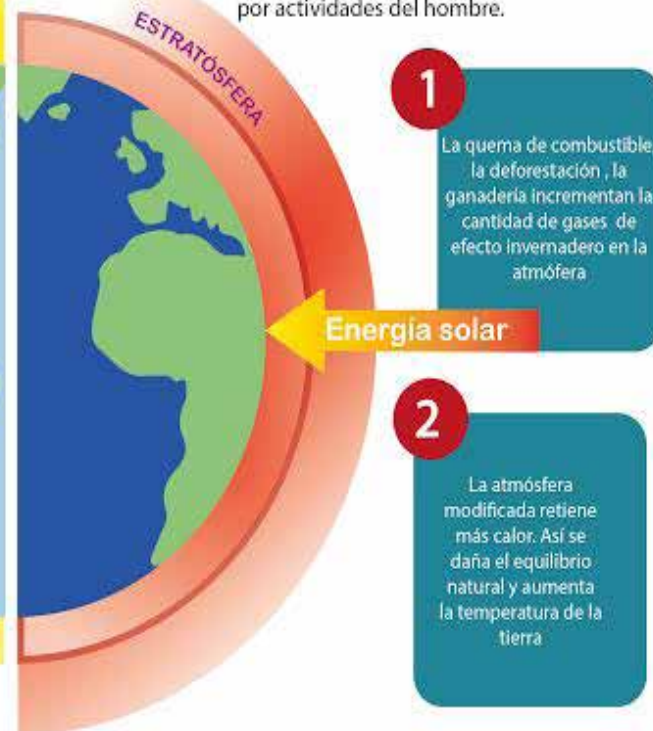 por actividades del hombre.
ESTRATÓSFERA
1
La quema de combustible
la deforestación , la
ganadería incrementan la
cantidad de gases de
efecto invernadero en la
atmófera
Energía solar
2
La atmósfera
modificada retiene
más calor. Así se
daña el equilibrio
natural y aumenta
la temperatura de la
tierra